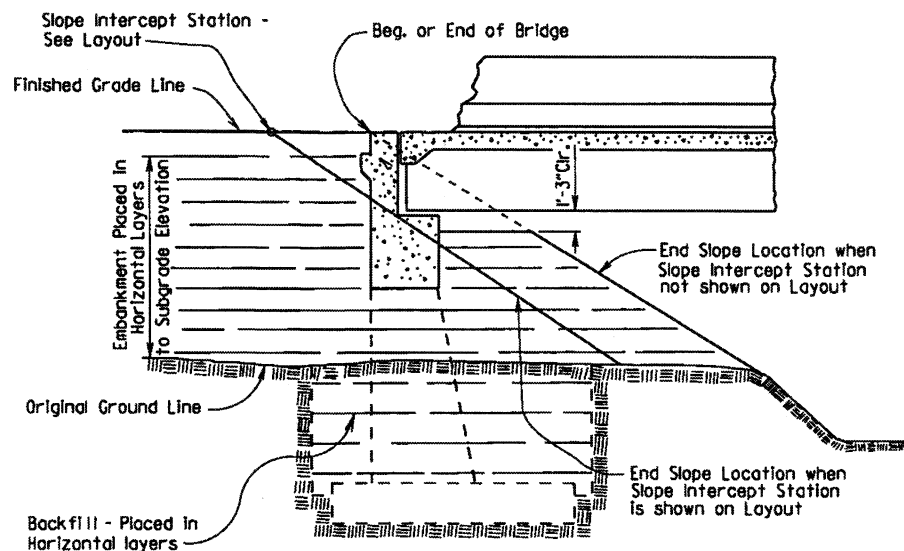 Slope Intercept Station -
See Layout
Beg. or End of Bridge
Finished Grade Line
Embankment Placed in
Horizontal Layers
to Subgrade Elevation
1'-3"Clr
End Slope Location when
Slope Intercept Station
not shown on Layout
Original Ground Line
End Slope Location when
Slope Intercept Station
is shown on Layout
Backfill - Placed in
Horizontal layers